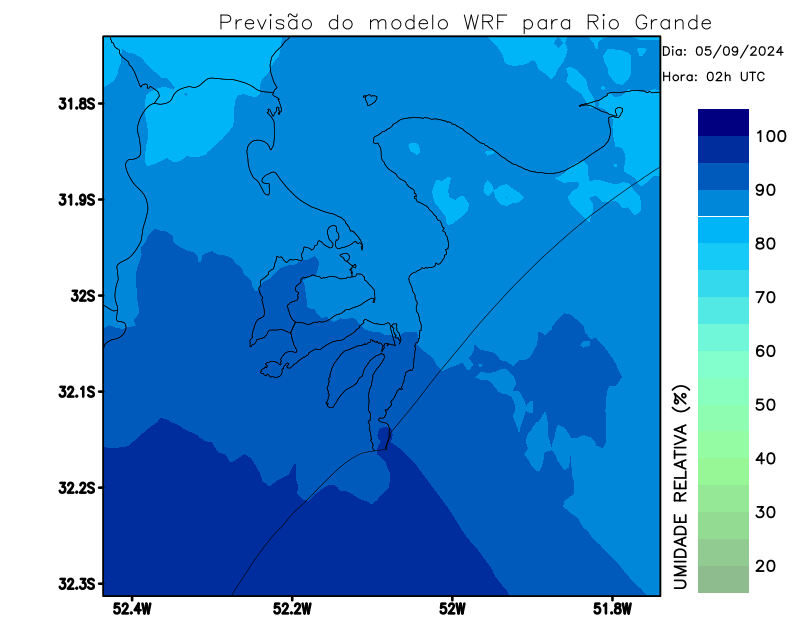 Previsão do modelo WRF para Rio Grande
Dia: 05/09/2024
Hora: 02h UTC
31.8S
31.9S
32S
32.1S
32.2S
32.3S
52.4W
52.2W
52W
51.8W
UMIDADE RELATIVA (%)
100
90
80
70
60
50
40
30
20